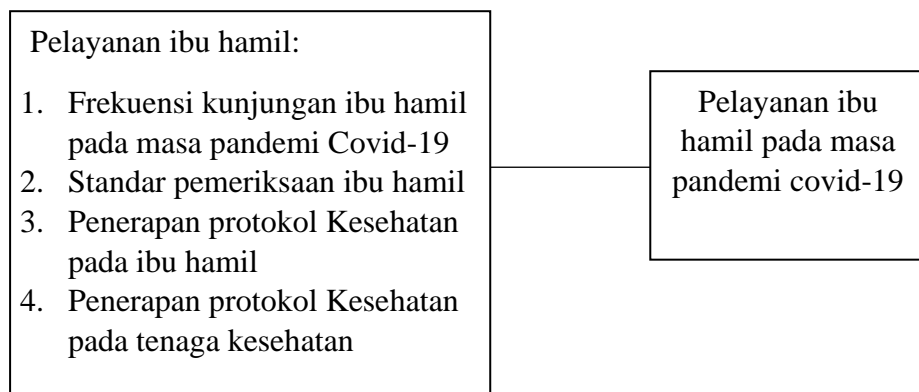 Pelayanan ibu hamil:
1. Frekuensi kunjungan ibu hamil
pada masa pandemi Covid-19
2. Standar pemeriksaan ibu hamil
3. Penerapan protokol Kesehatan
pada ibu hamil
4. Penerapan protokol Kesehatan
pada tenaga kesehatan
Pelayanan ibu
hamil pada masa
pandemi covid-19